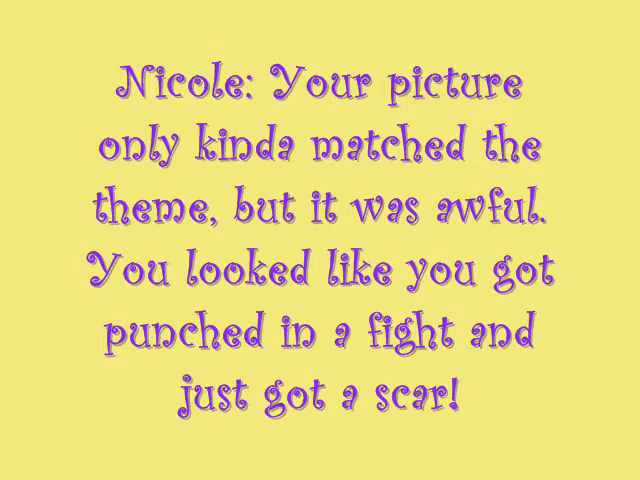 Nicole: Your picture
only kinda matched the
theme, but it was awful.
You looked like you got
punched in a fight and
just got a scar!